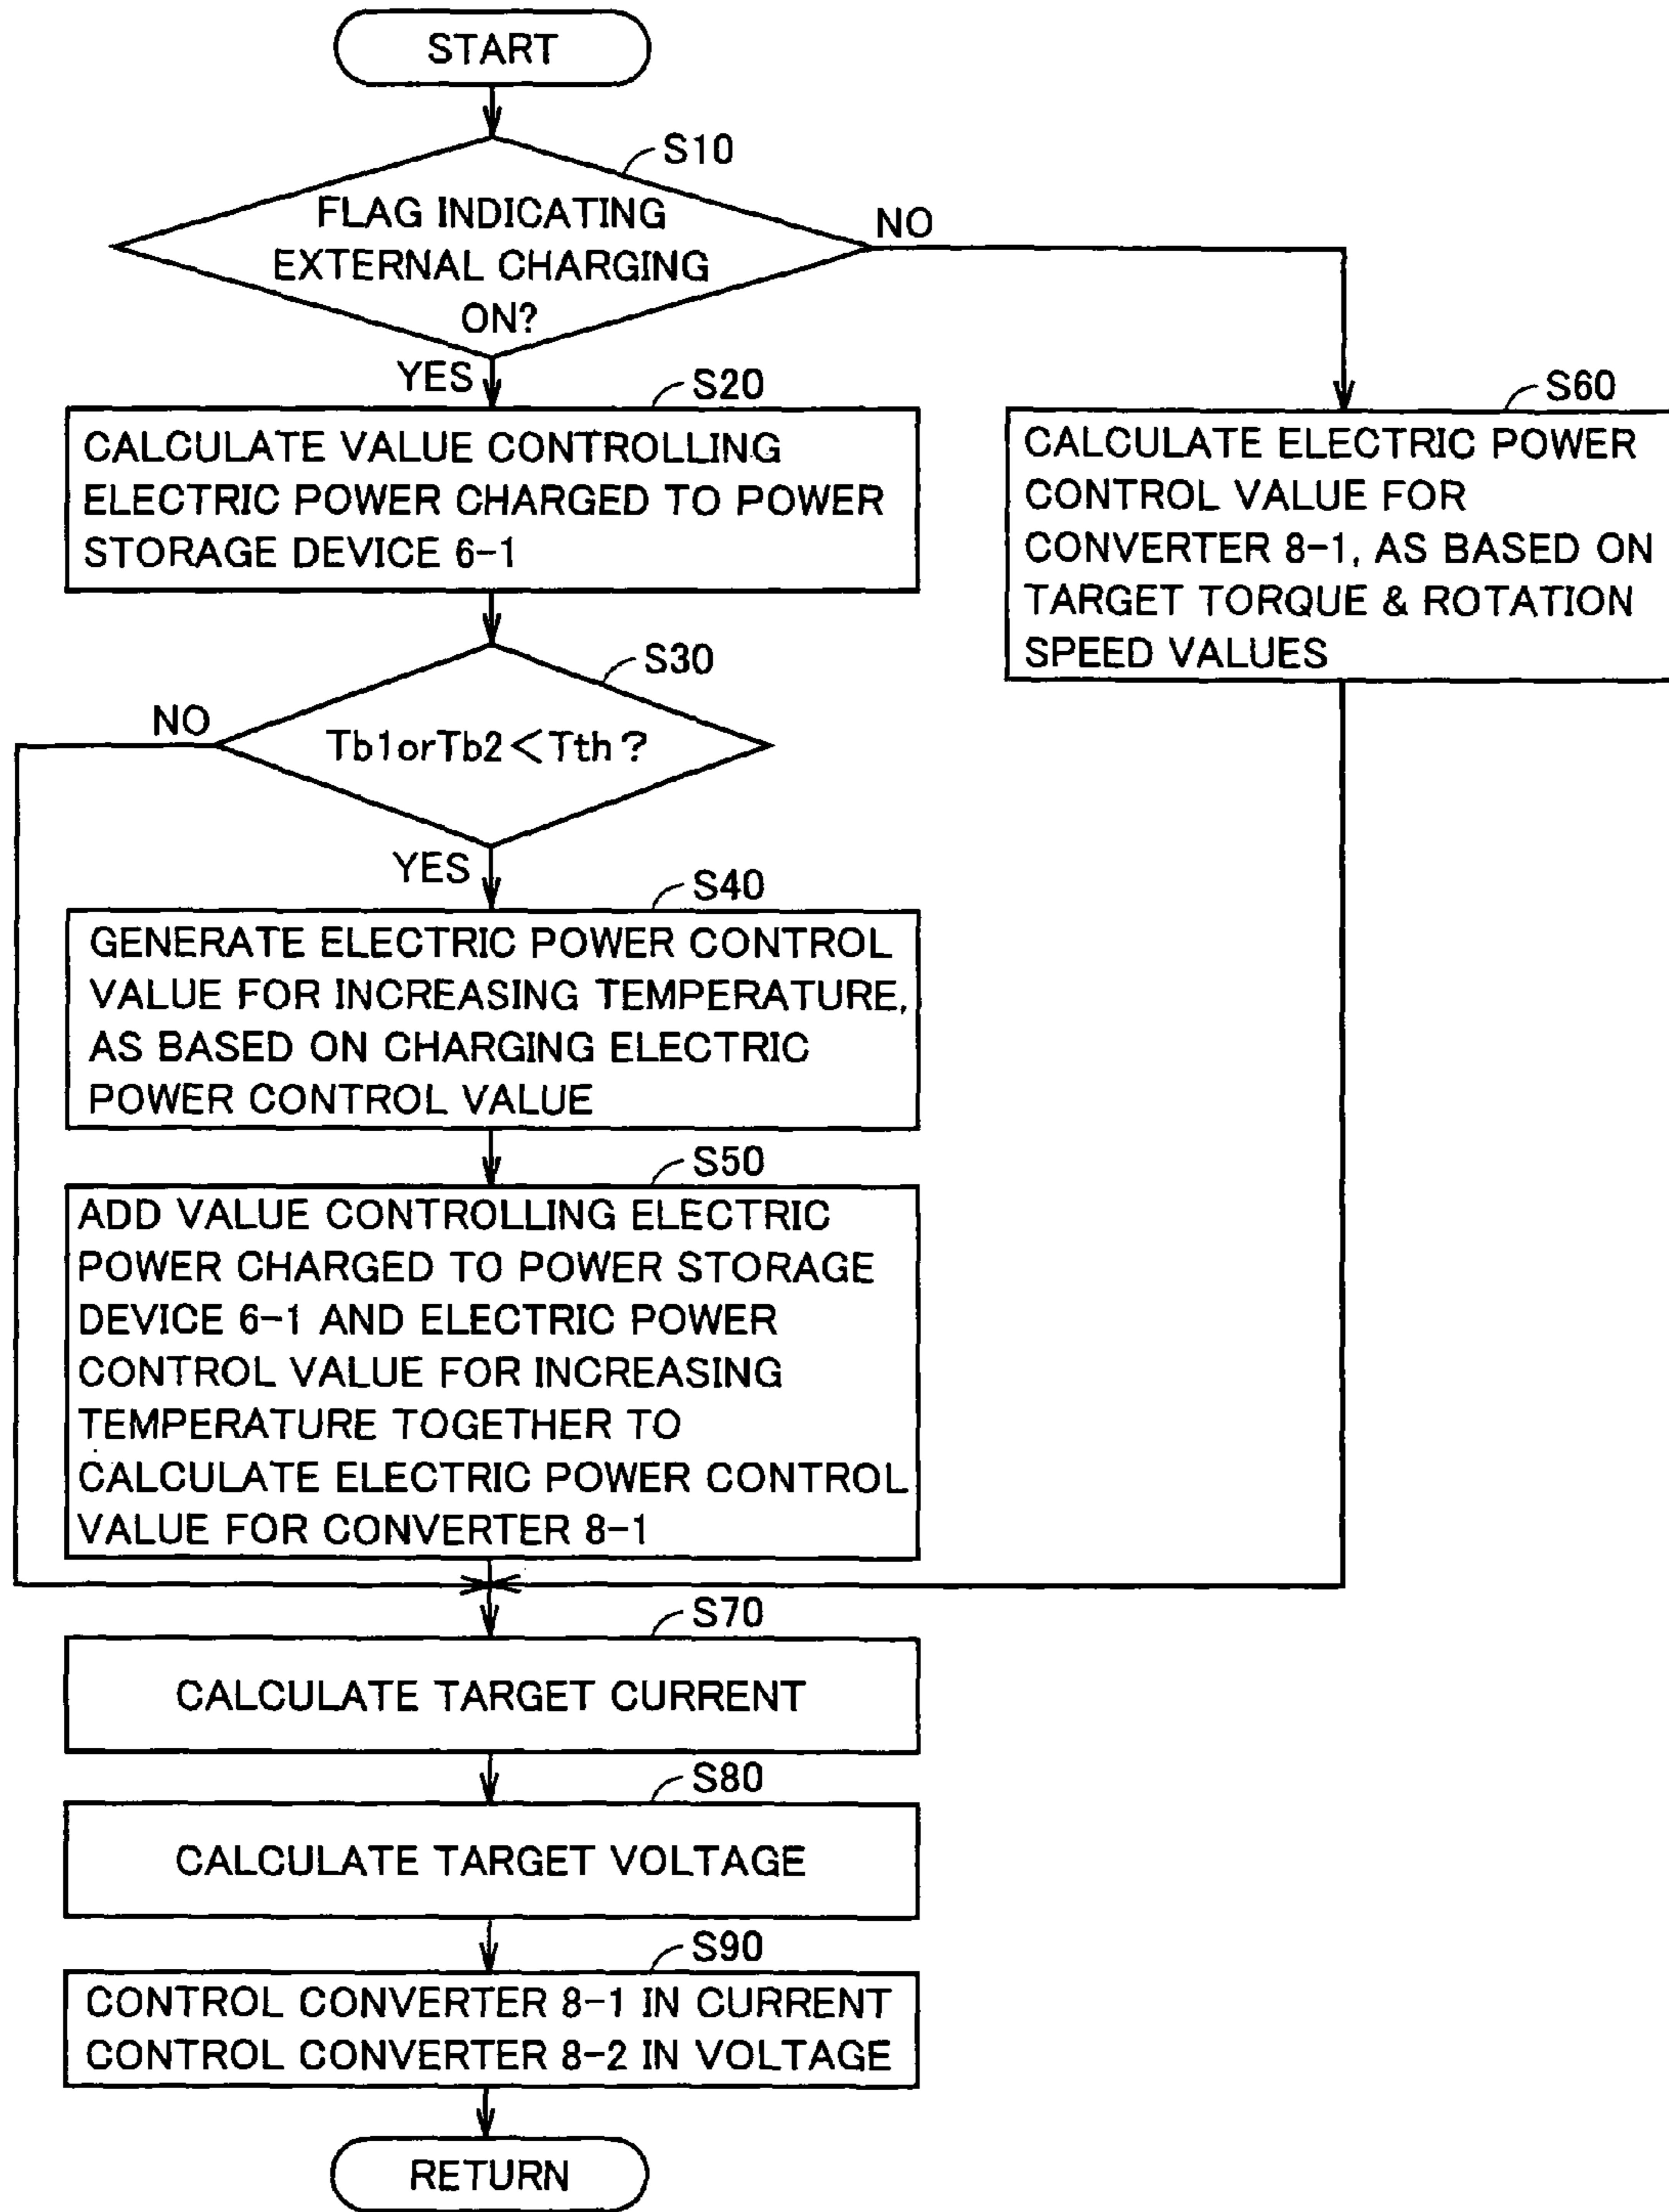 START
S10
FLAG INDICATING
EXTERNAL CHARGING
ON?
NO
YES
S20
CALCULATE VALUE CONTROLLING
ELECTRIC POWER CHARGED TO POWER
STORAGE DEVICE 6-1
S60
CALCULATE ELECTRIC POWER
CONTROL VALUE FOR
CONVERTER 8-1, AS BASED ON
TARGET TORQUE & ROTATION
SPEED VALUES
S30
NO
Tb1orTb2<Tth?
YES
S40
GENERATE ELECTRIC POWER CONTROL
VALUE FOR INCREASING TEMPERATURE,
AS BASED ON CHARGING ELECTRIC
POWER CONTROL VALUE
S50
ADD VALUE CONTROLLING ELECTRIC
POWER CHARGED TO POWER STORAGE
DEVICE 6-1 AND ELECTRIC POWER
CONTROL VALUE FOR INCREASING
TEMPERATURE TOGETHER TO
CALCULATE ELECTRIC POWER CONTROL
VALUE FOR CONVERTER 8-1
S70
CALCULATE TARGET CURRENT
S80
CALCULATE TARGET VOLTAGE
S90
CONTROL CONVERTER 8-1 IN CURRENT
CONTROL CONVERTER 8-2 IN VOLTAGE
RETURN